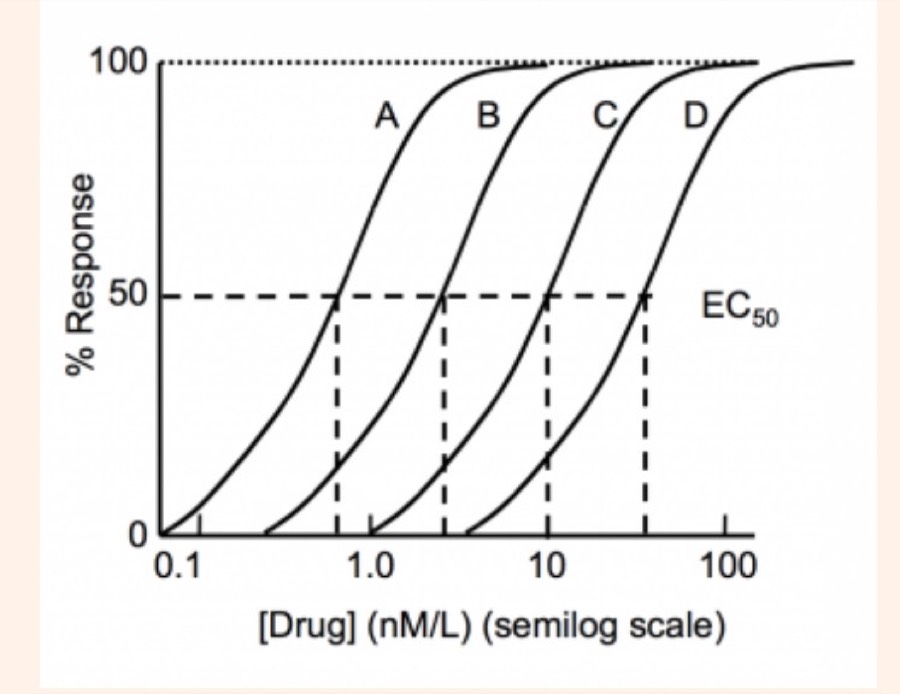 100
A B C D
% Response
50
EC50
0
0.1 1.0 10 100
[Drug] (nM/L) (semilog scale)